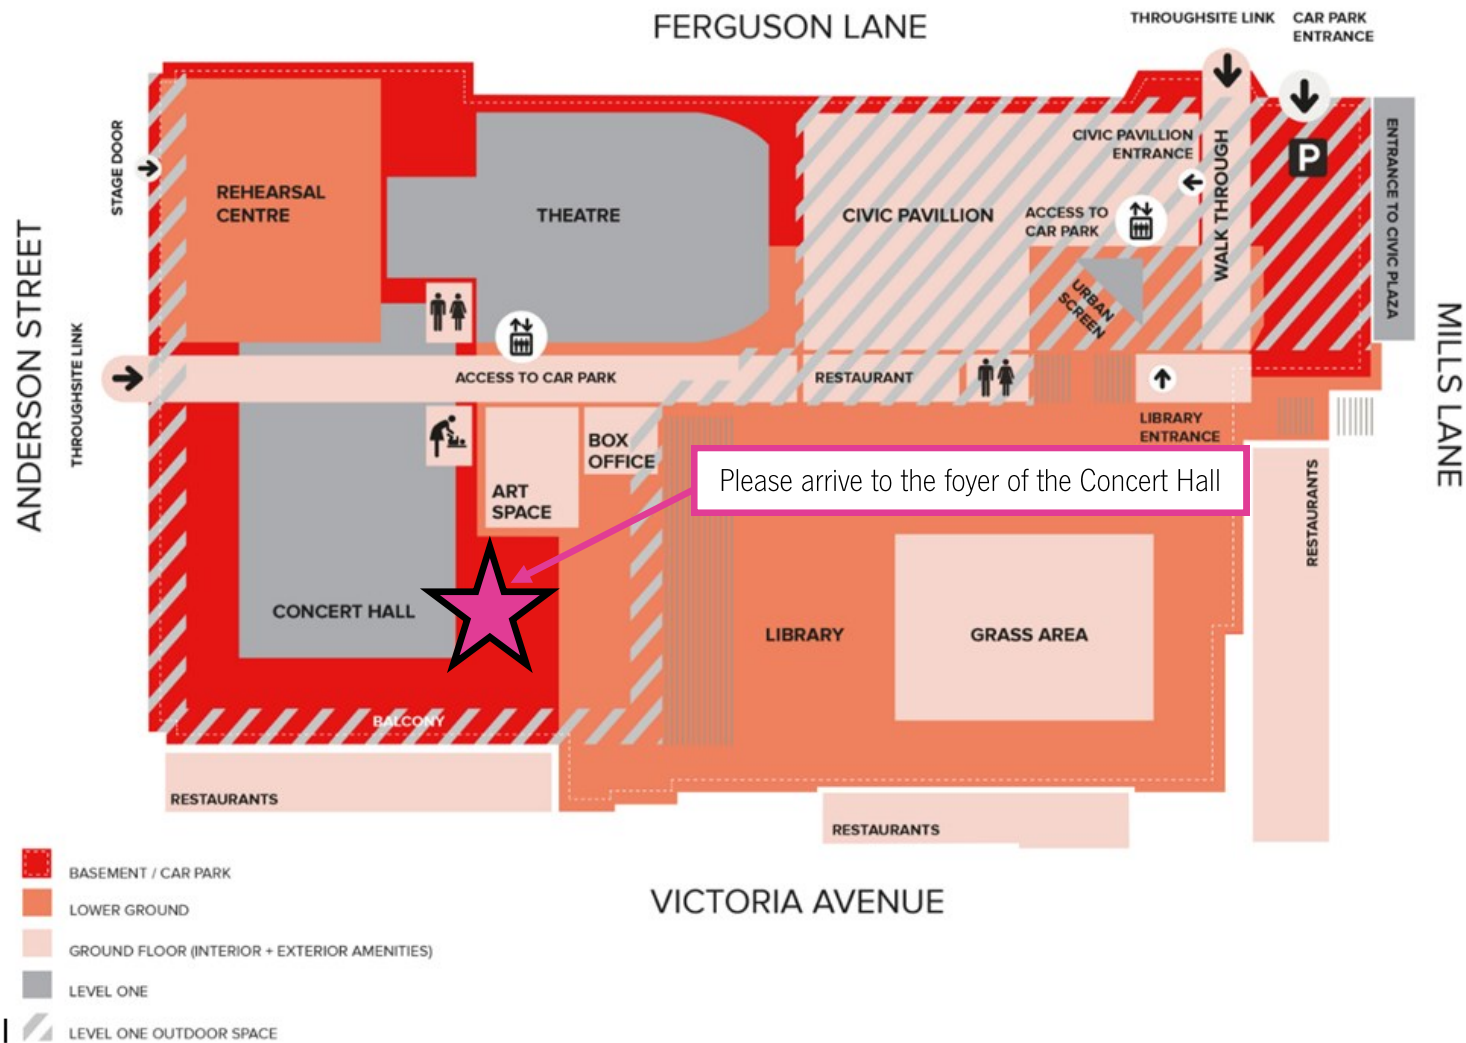 FERGUSON LANE
THROUGHSITE LINK
CAR PARK
ENTRANCE
STAGE DOOR
REHEARSAL
CENTRE
THEATRE
CIVIC PAVILLION
CIVIC PAVILLION
ENTRANCE
ACCESS TO
CAR PARK
WALK THROUGH
P
ENTRANCE TO CIVIC PLAZA
URBAN
SCREEN
ANDERSON STREET
THROUGHSITE LINK
MILLS LANE
ACCESS TO CAR PARK
RESTAURANT
LIBRARY
ENTRANCE
BOX
OFFICE
ART
SPACE
Please arrive to the foyer of the Concert Hall
RESTAURANTS
CONCERT HALL
LIBRARY
GRASS AREA
BALCONY
RESTAURANTS
RESTAURANTS
VICTORIA AVENUE
BASEMENT / CAR PARK
LOWER GROUND
GROUND FLOOR (INTERIOR + EXTERIOR AMENITIES)
LEVEL ONE
LEVEL ONE OUTDOOR SPACE